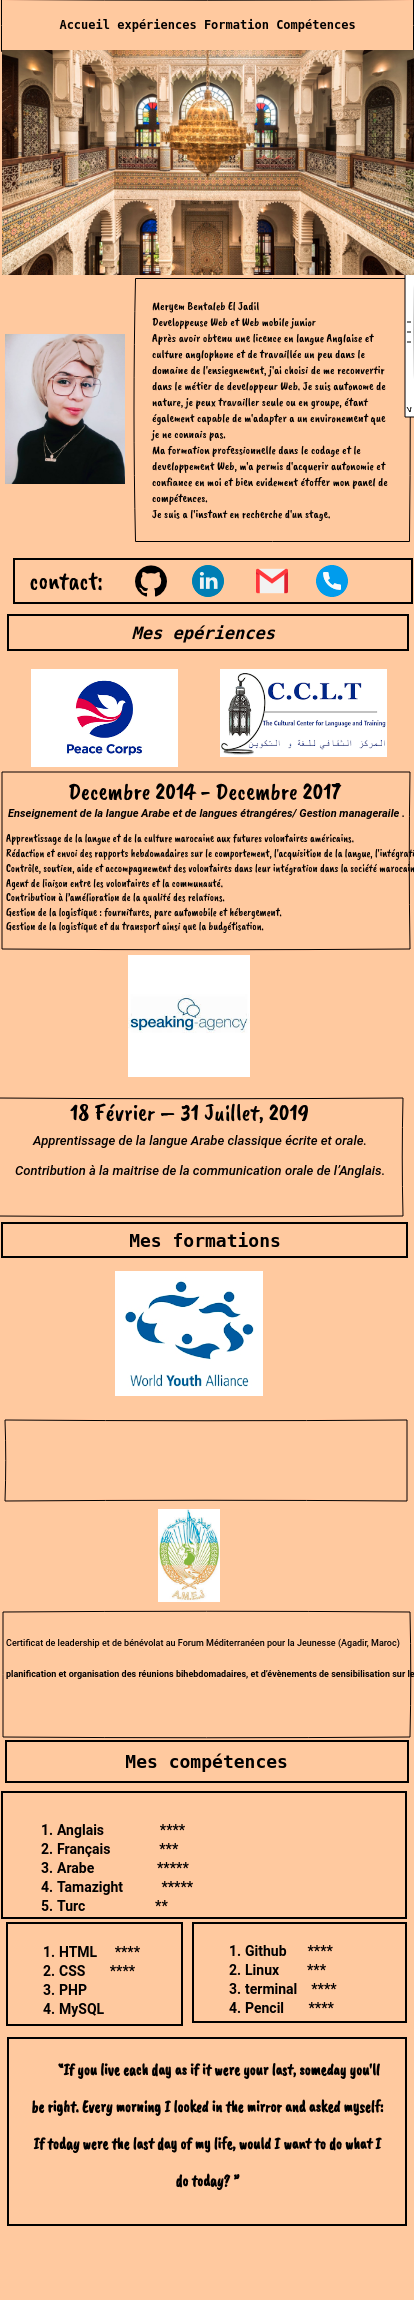 Accueil expériences Formation Compétences
Meryem Bentaleb El Jadil
Developpeuse Web et Web mobile junior
Après avoir obtenu une licence en langue Anglaise et
culture anglophone et de travaillée un peu dans le
domaine de l'ensiegnement, j'ai choisi de me reconvertir
dans le métier de developpeur Web. Je suis autonome de
nature, je peux travailler seule ou en groupe, étant
également capable de m'adapter a un environement que
je ne connais pas.
Ma formation professionnelle dans le codage et le
developpement Web, m'a permis d'acquerir autonomie et
confiance en moi et bien evidement étoffer mon panel de
compétences.
Je suis a l'instant en recherche d'un stage.
contact:
in
Mes epériences
Peace Corps
C.C.L.T
The Cultural Center for Language and Training
المركز الثقافي للغة و التكوين
Decembre 2014 - Decembre 2017
Enseignement de la langue Arabe et de langues étrangéres/ Gestion manageraile .
Apprentissage de la langue et de la culture marocaine aux futures volontaires américains.
Rédaction et envoi des rapports hebdomadaires sur le comportement, l'acquisition de la langue, l'intégrati
Contrôle, soutien, aide et accompagnement des volontaires dans leur intégration dans la société marocain
Agent de liaison entre les volontaires et la communauté.
Contribution à l'amélioration de la qualité des relations.
Gestion de la logistique : fournitures, parc automobile et hébergement.
Gestion de la logistique et du transport ainsi que la budgétisation.
speaking-agency
18 Février – 31 Juillet, 2019
Apprentissage de la langue Arabe classique écrite et orale.
Contribution à la maitrise de la communication orale de l'Anglais.
Mes formations
World Youth Alliance
A.M.E.J
Certificat de leadership et de bénévolat au Forum Méditerranéen pour la Jeunesse (Agadir, Maroc)
planification et organisation des réunions bihebdomadaires, et d'évènements de sensibilisation sur le
Mes compétences
1. Anglais ****
2. Français ***
3. Arabe *****
4. Tamazight *****
5. Turc **
1. HTML ****
2. CSS ****
3. PHP
4. MySQL
1. Github ****
2. Linux ***
3. terminal ****
4. Pencil ****
"If you live each day as if it were your last, someday you'll
be right. Every morning I looked in the mirror and asked myself:
If today were the last day of my life, would I want to do what I
do today? "